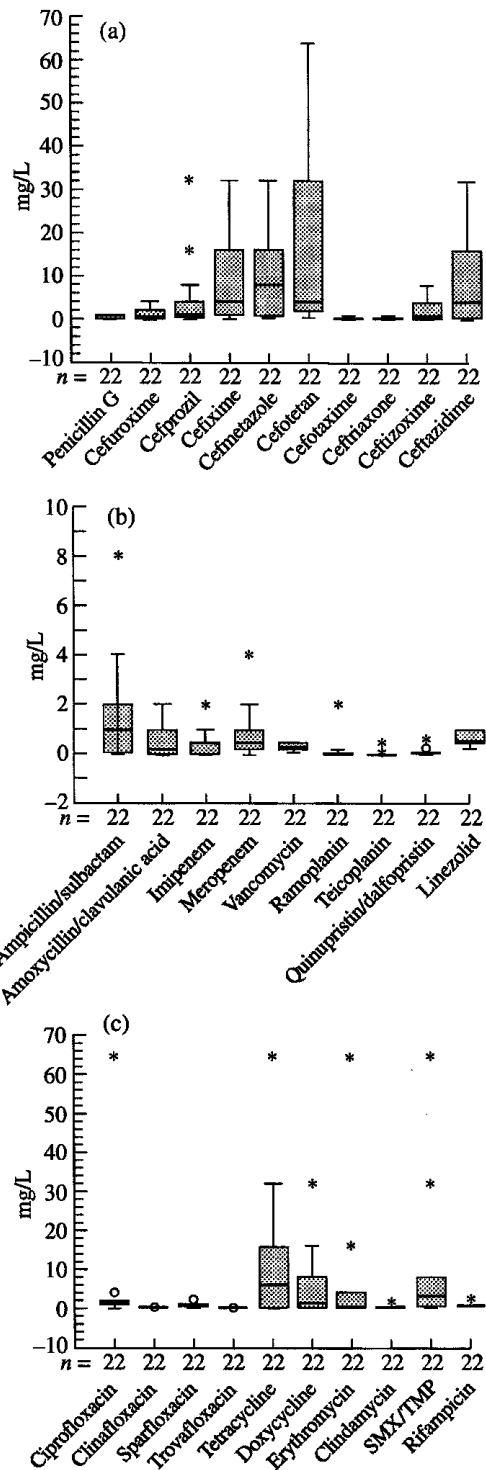 (a)
mg/L
70
60
50
40
30
20
10
0
−10
n = 22 22 22 22 22 22 22 22 22 22
Penicillin G
Cefuroxime
Cefprozil
Cefixime
Cefmetazole
Cefotetan
Cefotaxime
Ceftriaxone
Ceftizoxime
Ceftazidime
(b)
mg/L
10
8
6
4
2
0
−2
n = 22 22 22 22 22 22 22 22 22
Ampicillin/sulbactam
Amoxycillin/clavulanic acid
Imipenem
Meropenem
Vancomycin
Ramoplanin
Teicoplanin
Quinupristin/dalfopristin
Linezolid
(c)
mg/L
70
60
50
40
30
20
10
0
−10
n = 22 22 22 22 22 22 22 22 22 22
Ciprofloxacin
Clinafloxacin
Sparfloxacin
Trovafloxacin
Tetracycline
Doxycycline
Erythromycin
Clindamycin
SMX/TMP
Rifampicin